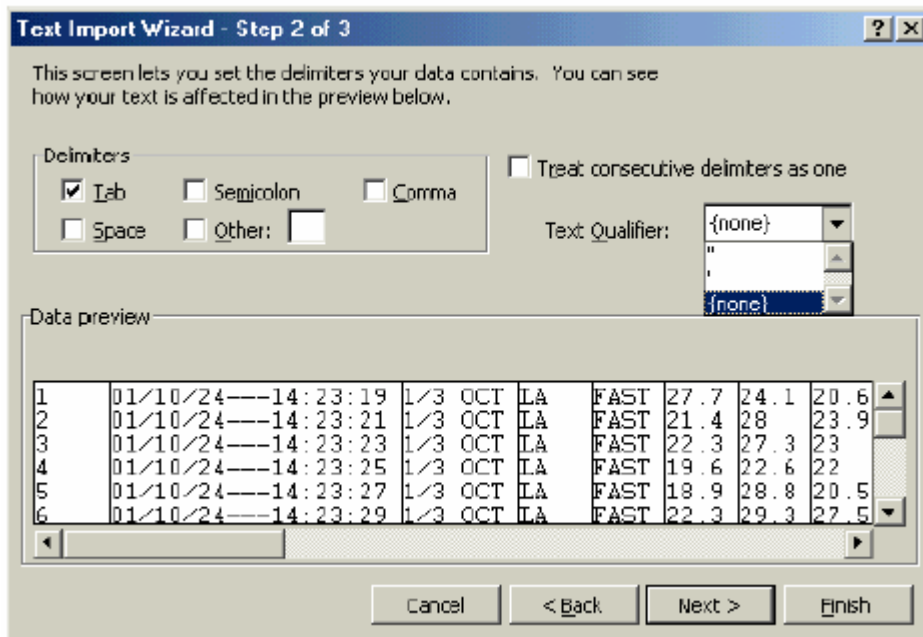 Text Import Wizard - Step 2 of 3
This screen lets you set the delimiters your data contains. You can see
how your text is affected in the preview below.
Delimiters
Tab Semicolon Comma
Space Other:
Treat consecutive delimiters as one
Text Qualifier: {none}
"
'
{none}
Data preview
1 01/10/24---14:23:19 1/3 OCT LA FAST 27.7 24.1 20.6
2 01/10/24---14:23:21 1/3 OCT LA FAST 21.4 28 23.9
3 01/10/24---14:23:23 1/3 OCT LA FAST 22.3 27.3 23
4 01/10/24---14:23:25 1/3 OCT LA FAST 19.6 22.6 22
5 01/10/24---14:23:27 1/3 OCT LA FAST 18.9 28.8 20.5
6 01/10/24---14:23:29 1/3 OCT LA FAST 22.3 29.3 27.5
Cancel < Back Next > Finish